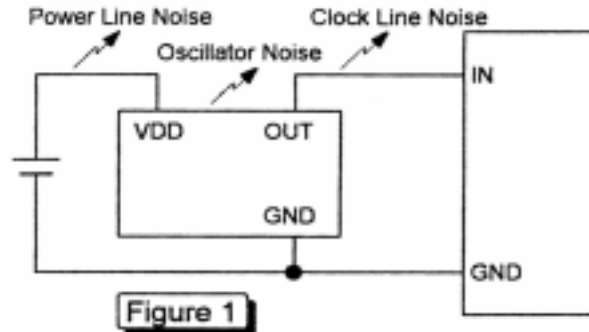 Power Line Noise
Clock Line Noise
Oscillator Noise
IN
VDD OUT
GND
GND
Figure 1